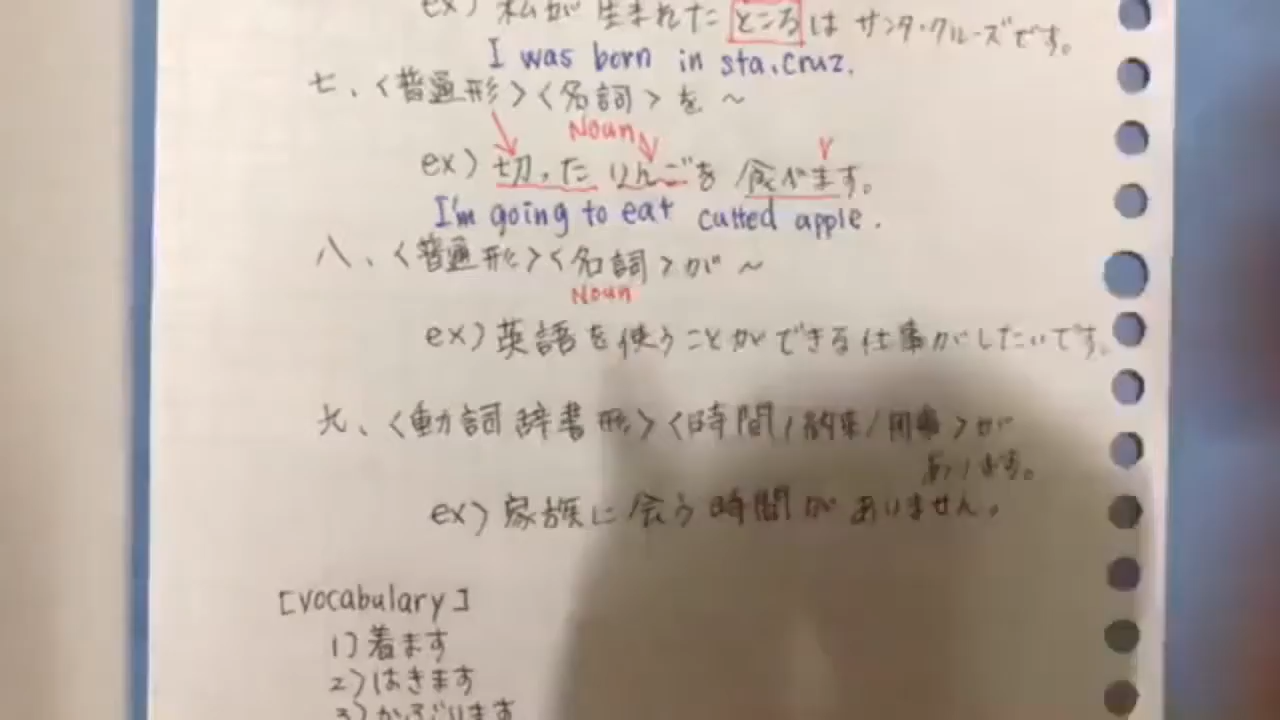 ex) 私が 生まれた ところ は サンタ・クルーズです。
I was born in sta.cruz.
七、<普通形><名詞>を ~
Noun
V
ex) 切った りんごを 食べます。
I'm going to eat cutted apple.
八、<普通形><名詞>が ~
Noun
ex) 英語を使うことができる仕事がしたいです。
九、<動詞辞書形><時間/約束/用事>が
あります。
ex) 家族に会う時間がありません。
[vocabulary]
1) 着ます
2) はきます
3) かぶります